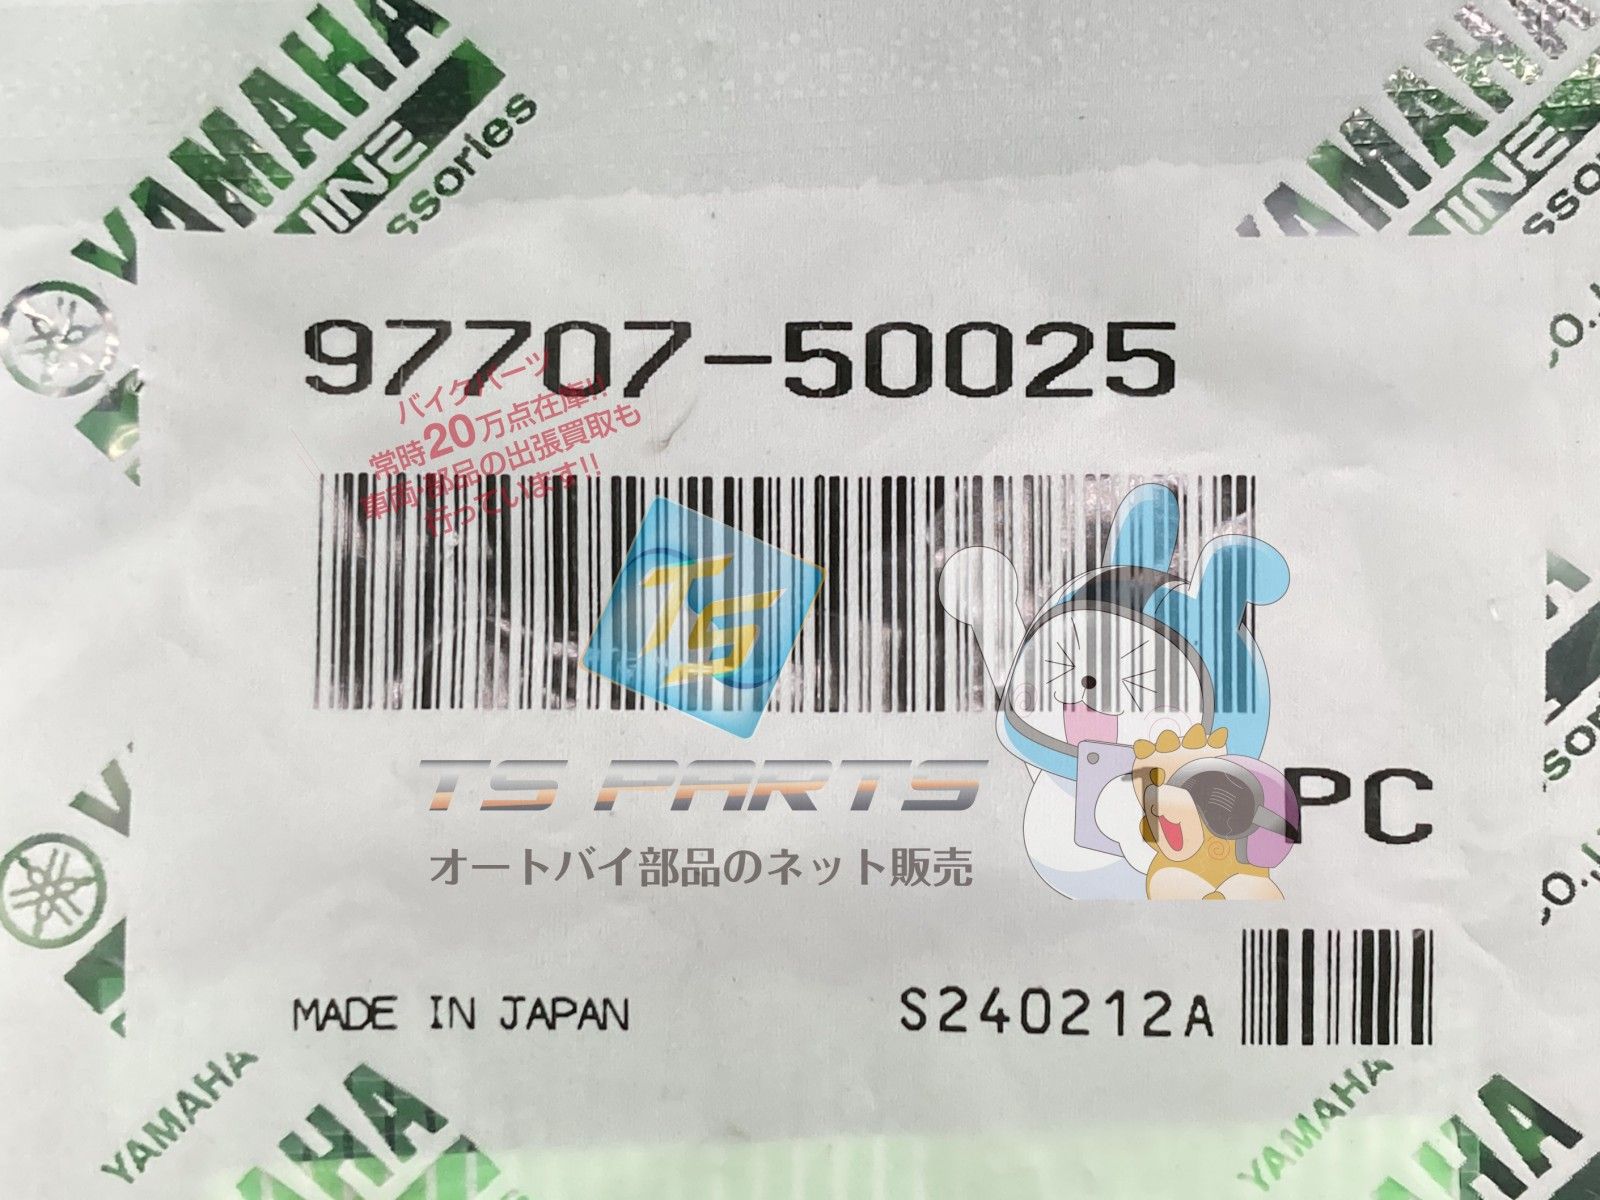 YAMAHA
ssories
YAMAHA
97707-50025
バイクパーツ
常時20万点在庫!!
車両・部品の出張買取も
行っています!!
TS
TS PARTS
オートバイ部品のネット販売
PC
MADE IN JAPAN
S240212A
YAMAHA
YAMAHA